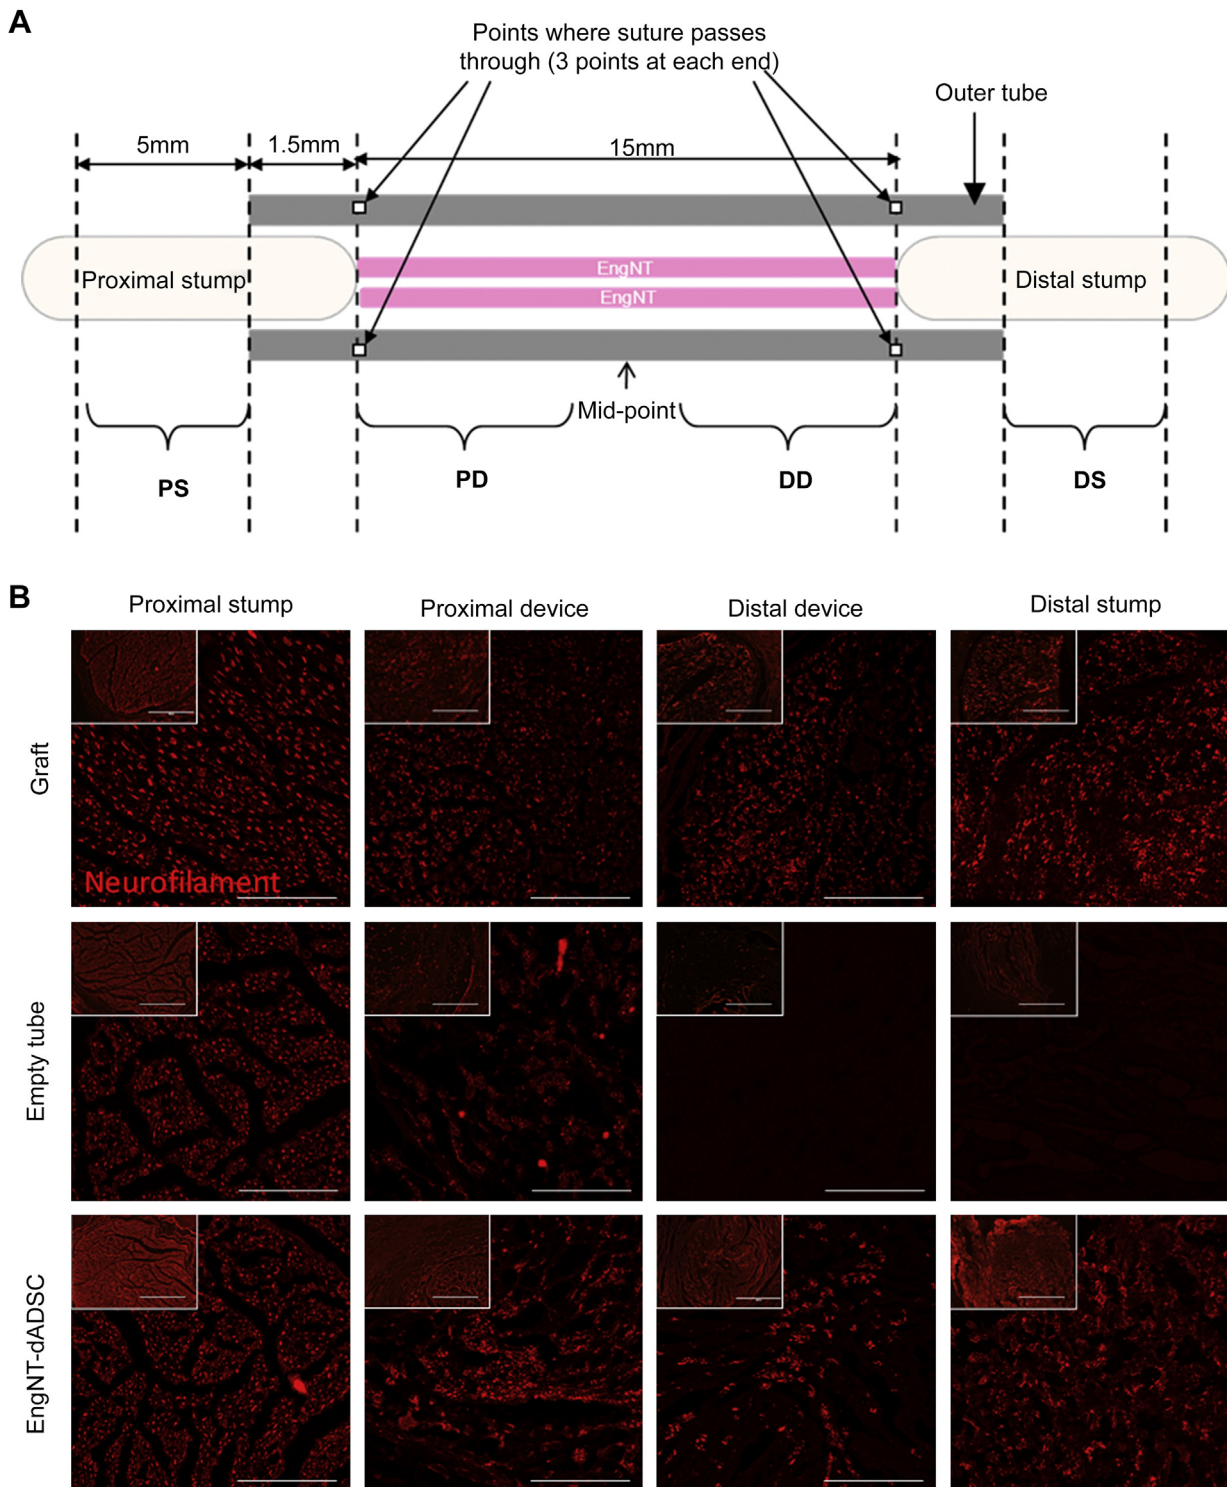 A
Points where suture passes
through (3 points at each end)
Outer tube
5mm
1.5mm
15mm
EngNT
Proximal stump
Distal stump
EngNT
Mid-point
PS
PD
DD
DS
B
Proximal stump
Proximal device
Distal device
Distal stump
Graft
Neurofilament
Empty tube
EngNT-dADSC